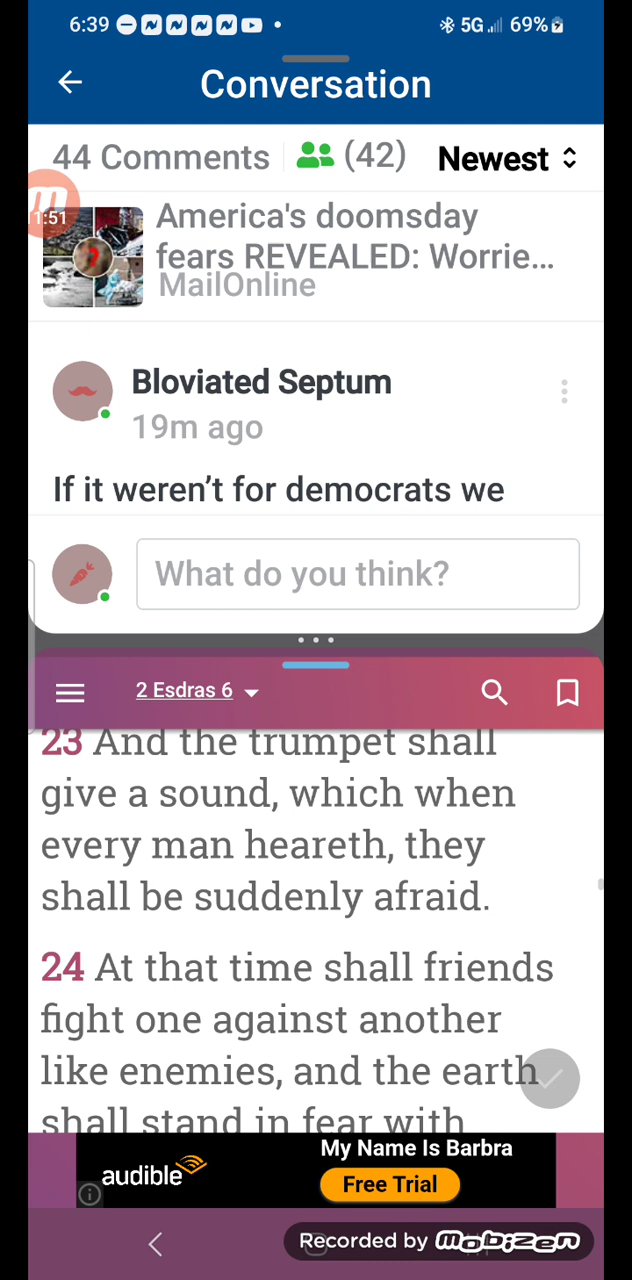 6:39
5G 69%
Conversation
44 Comments (42) Newest
11:51
America's doomsday
fears REVEALED: Worrie...
MailOnline
Bloviated Septum
19m ago
If it weren't for democrats we
What do you think?
2 Esdras 6
23 And the trumpet shall
give a sound, which when
every man heareth, they
shall be suddenly afraid.
24 At that time shall friends
fight one against another
like enemies, and the earth
shall stand in fear with
My Name Is Barbra
audible
Free Trial
Recorded by mobizen